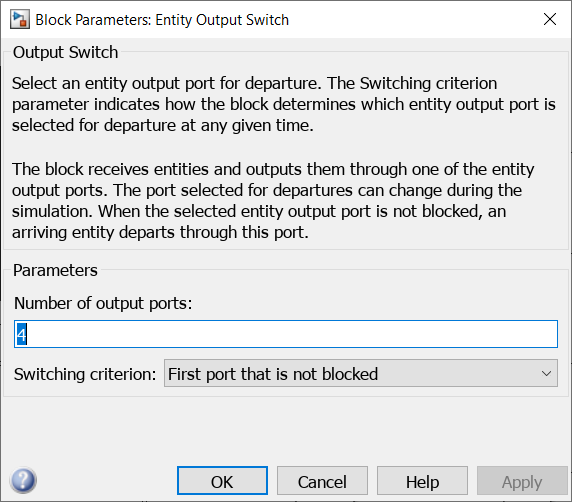 Block Parameters: Entity Output Switch
Output Switch
Select an entity output port for departure. The Switching criterion
parameter indicates how the block determines which entity output port is
selected for departure at any given time.
The block receives entities and outputs them through one of the entity
output ports. The port selected for departures can change during the
simulation. When the selected entity output port is not blocked, an
arriving entity departs through this port.
Parameters
Number of output ports:
4
Switching criterion: First port that is not blocked
? OK Cancel Help Apply